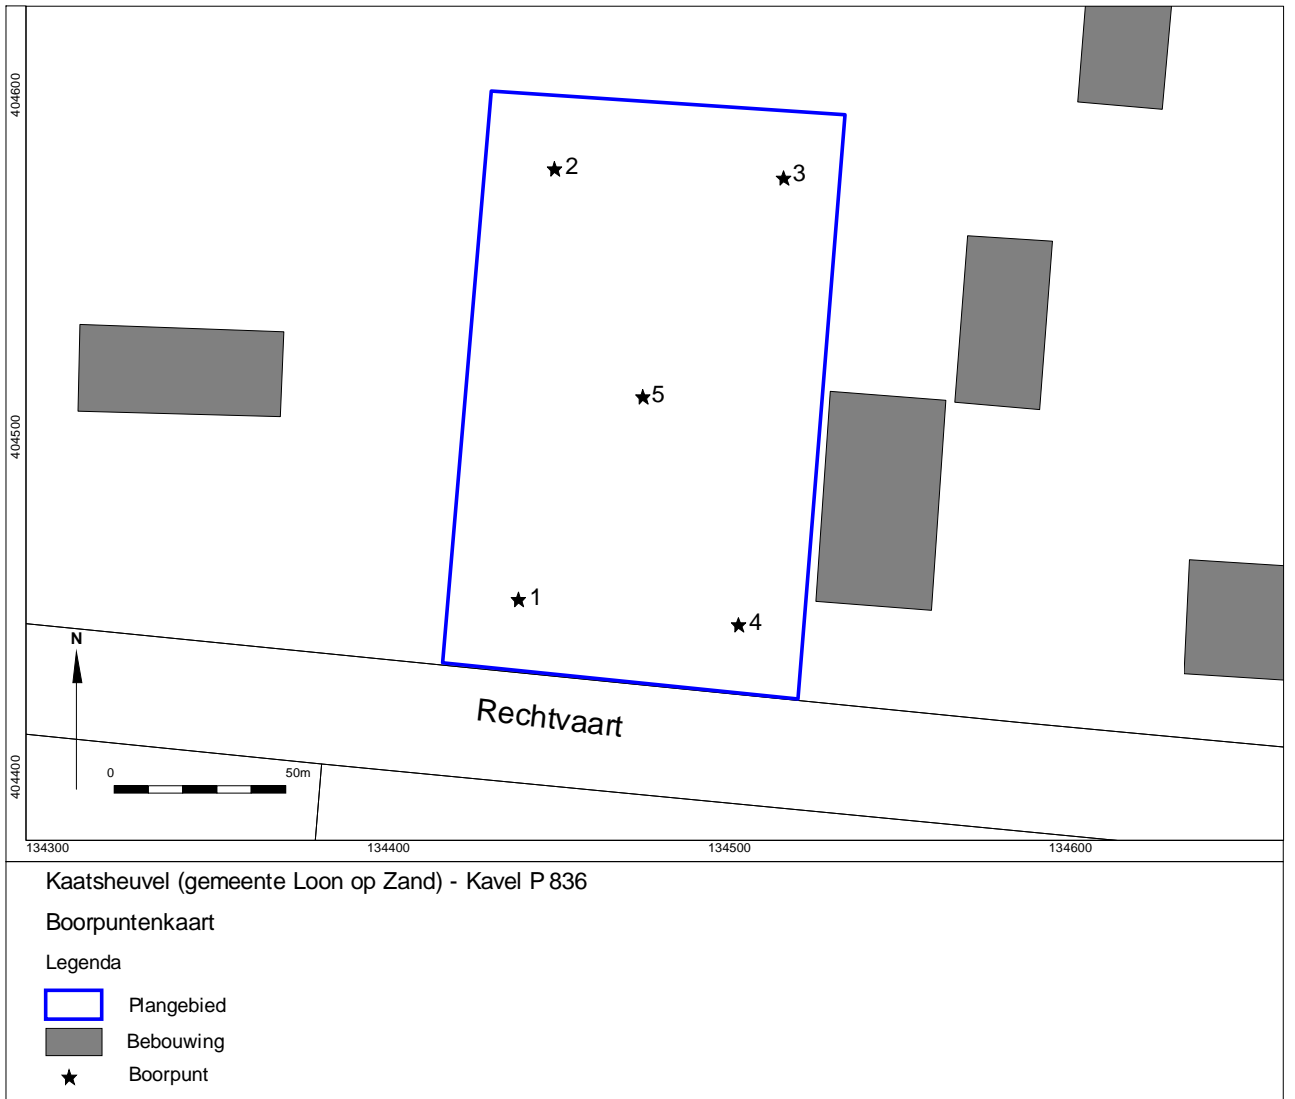 404600
2
3
5
404500
1
4
N
Rechtvaart
404400
0 50m
134300 134400 134500 134600
Kaatsheuvel (gemeente Loon op Zand) - Kavel P 836
Boorpuntenkaart
Legenda
Plangebied
Bebouwing
Boorpunt